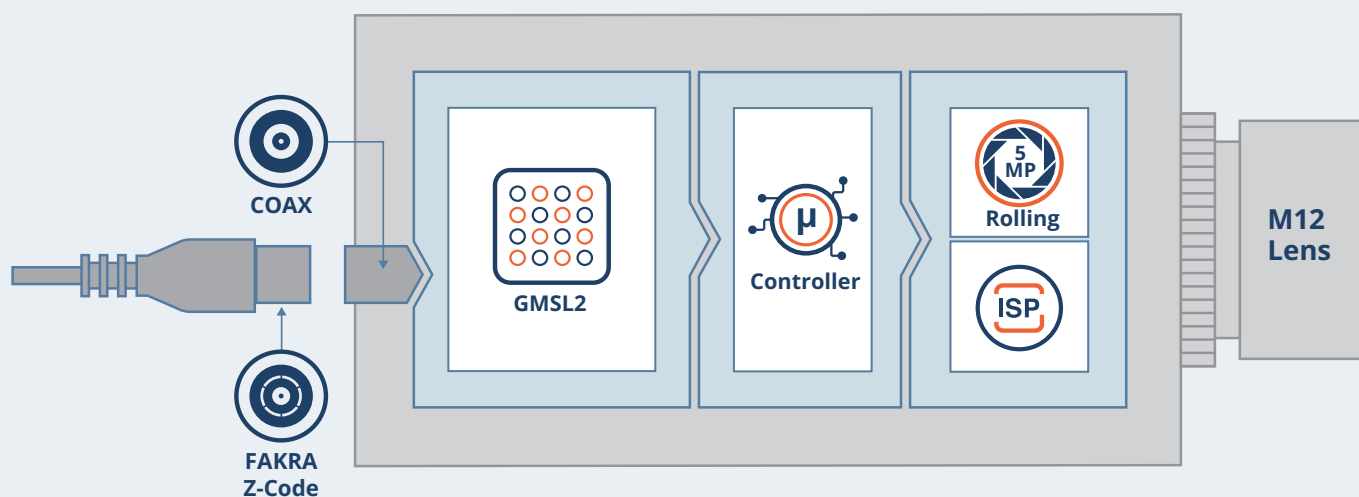 COAX
FAKRA
Z-Code
GMSL2
µ
Controller
5
MP
Rolling
ISP
M12
Lens